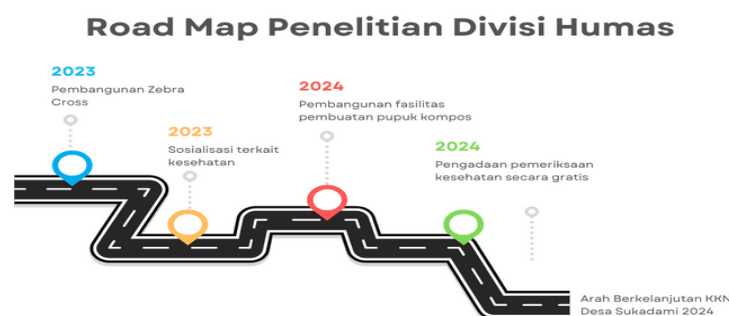 Road Map Penelitian Divisi Humas
2023
Pembangunan Zebra
Cross
2023
Sosialisasi terkait
kesehatan
2024
Pembangunan fasilitas
pembuatan pupuk kompos
2024
Pengadaan pemeriksaan
kesehatan secara gratis
Arah Berkelanjutan KKN
Desa Sukadami 2024